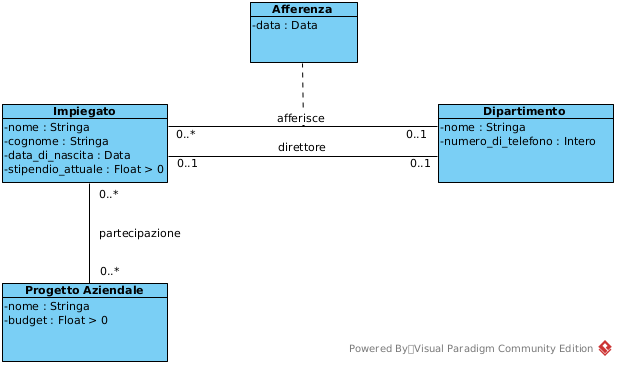 Afferenza
-data : Data
Impiegato
-nome : Stringa
-cognome : Stringa
-data_di_nascita : Data
-stipendio_attuale : Float > 0
afferisce
0..*
0..1
direttore
0..1
0..1
Dipartimento
-nome : Stringa
-numero_di_telefono : Intero
0..*
partecipazione
0..*
Progetto Aziendale
-nome : Stringa
-budget : Float > 0
Powered By▯Visual Paradigm Community Edition